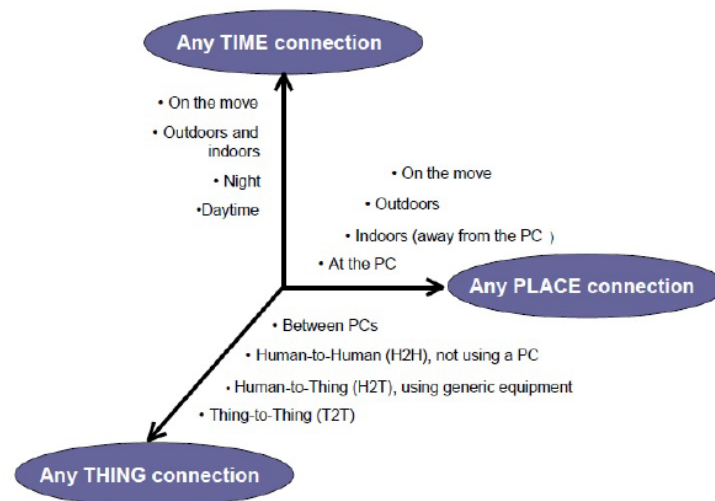 Any TIME connection
• On the move
• Outdoors and
indoors
• Night
•Daytime
• On the move
• Outdoors
• Indoors (away from the PC )
• At the PC
Any PLACE connection
• Between PCs
• Human-to-Human (H2H), not using a PC
• Human-to-Thing (H2T), using generic equipment
• Thing-to-Thing (T2T)
Any THING connection